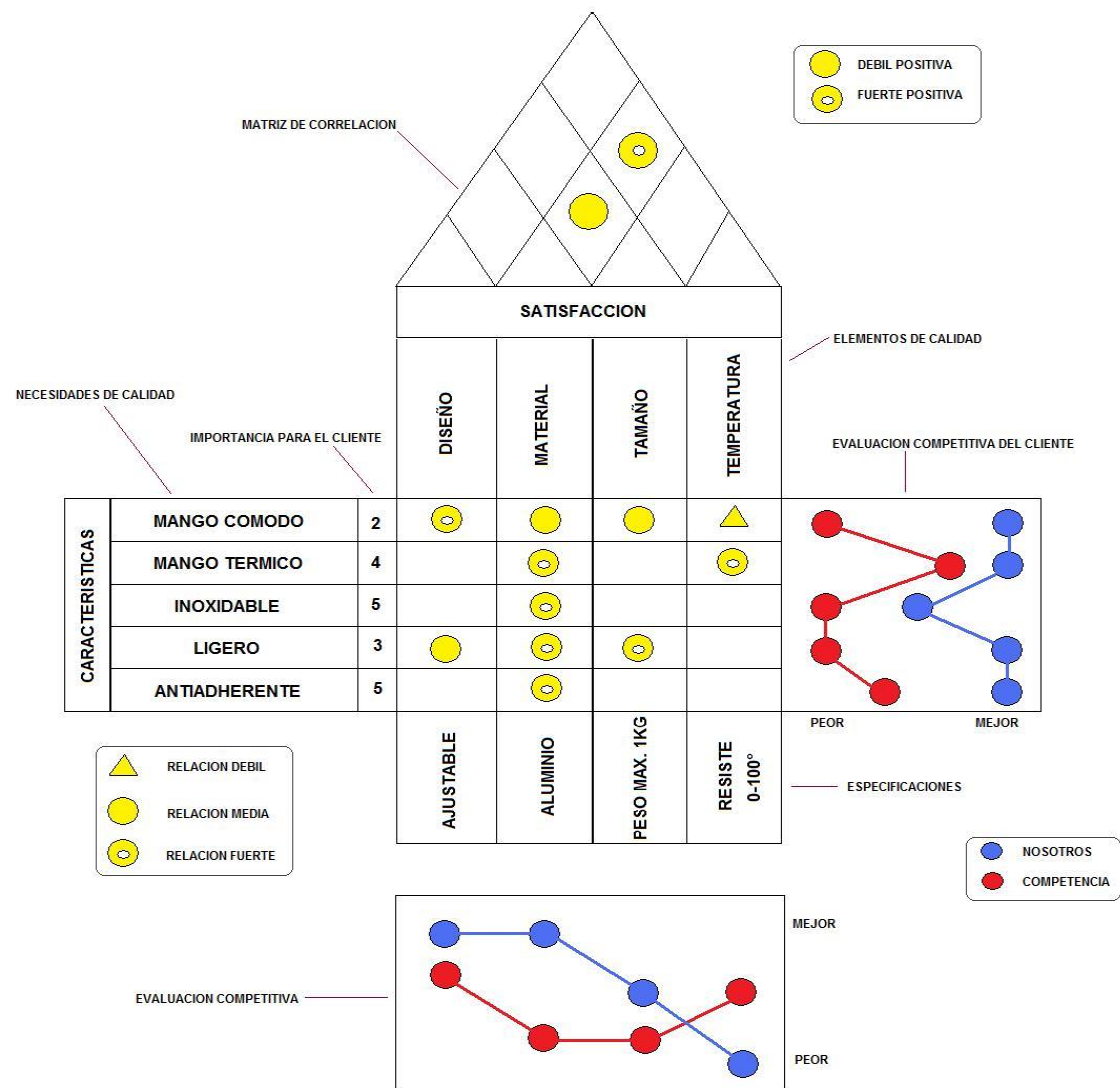 DEBIL POSITIVA
FUERTE POSITIVA
MATRIZ DE CORRELACION
SATISFACCION
ELEMENTOS DE CALIDAD
NECESIDADES DE CALIDAD
IMPORTANCIA PARA EL CLIENTE
DISEÑO
MATERIAL
TAMAÑO
TEMPERATURA
EVALUACION COMPETITIVA DEL CLIENTE
CARACTERISTICAS
MANGO COMODO 2
MANGO TERMICO 4
INOXIDABLE 5
LIGERO 3
ANTIADHERENTE 5
PEOR MEJOR
AJUSTABLE
ALUMINIO
PESO MAX. 1KG
RESISTE
0-100°
ESPECIFICACIONES
RELACION DEBIL
RELACION MEDIA
RELACION FUERTE
NOSOTROS
COMPETENCIA
MEJOR
EVALUACION COMPETITIVA
PEOR